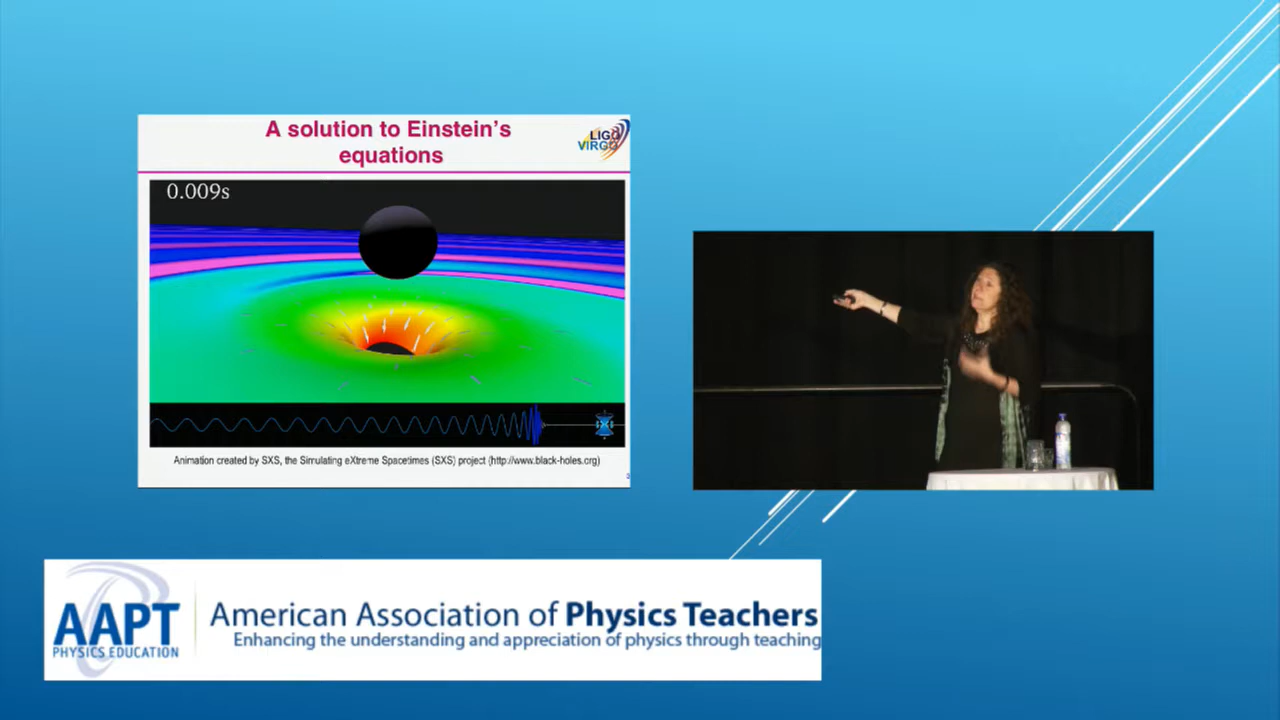 A solution to Einstein's
equations
LIGO
VIRGO
0.009s
Animation created by SXS, the Simulating eXtreme Spacetimes (SXS) project (http://www.black-holes.org)
AAPT
PHYSICS EDUCATION
American Association of Physics Teachers
Enhancing the understanding and appreciation of physics through teaching